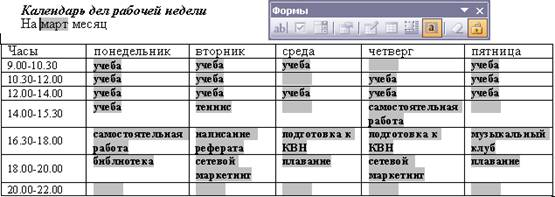 Календарь дел рабочей недели
На март месяц
Формы
ab
a
Часы понедельник вторник среда четверг пятница
9.00-10.30 учеба учеба учеба учеба
10.30-12.00 учеба учеба учеба учеба
12.00-14.00 учеба учеба учеба учеба учеба
14.00-15.30 учеба теннис самостоятельная работа
16.30-18.00 самостоятельная работа написание реферата подготовка к КВН подготовка к КВН музыкальный клуб
18.00-20.00 библиотека сетевой маркетинг плавание сетевой маркетинг плавание
20.00-22.00